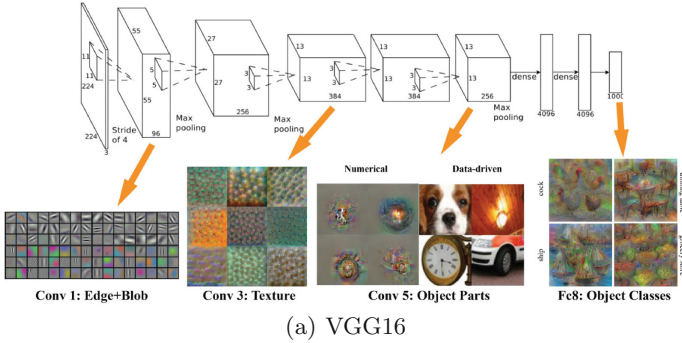 55
27
13
13
13
11
11
5
5
3
3
3
3
3
3
224
55
27
13
13
13
dense
dense
224
Stride
of 4
96
Max
pooling
256
Max
pooling
384
384
256
Max
pooling
4096
4096
3
Numerical
Data-driven
cock
ship
Conv 1: Edge+Blob
Conv 3: Texture
Conv 5: Object Parts
Fc8: Object Classes
(a) VGG16